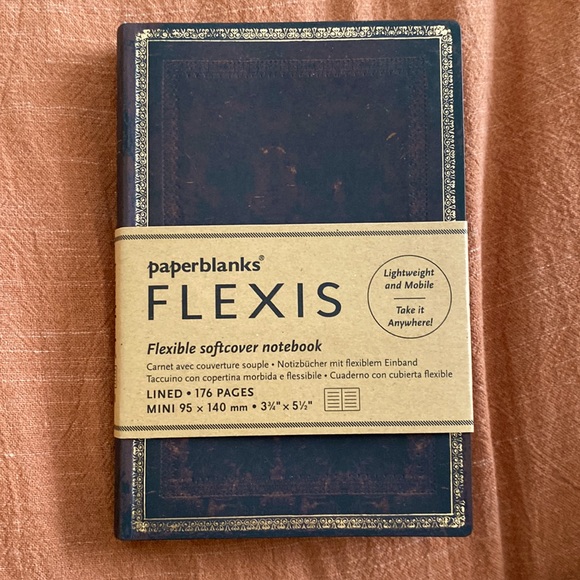 paperblanks®
FLEXIS
Lightweight
and Mobile
Take it
Anywhere!
Flexible softcover notebook
Carnet avec couverture souple • Notizbücher mit flexiblem Einband
Taccuino con copertina morbida e flessibile • Cuaderno con cubierta flexible
LINED • 176 PAGES
MINI 95 × 140 mm • 3¾" × 5½"